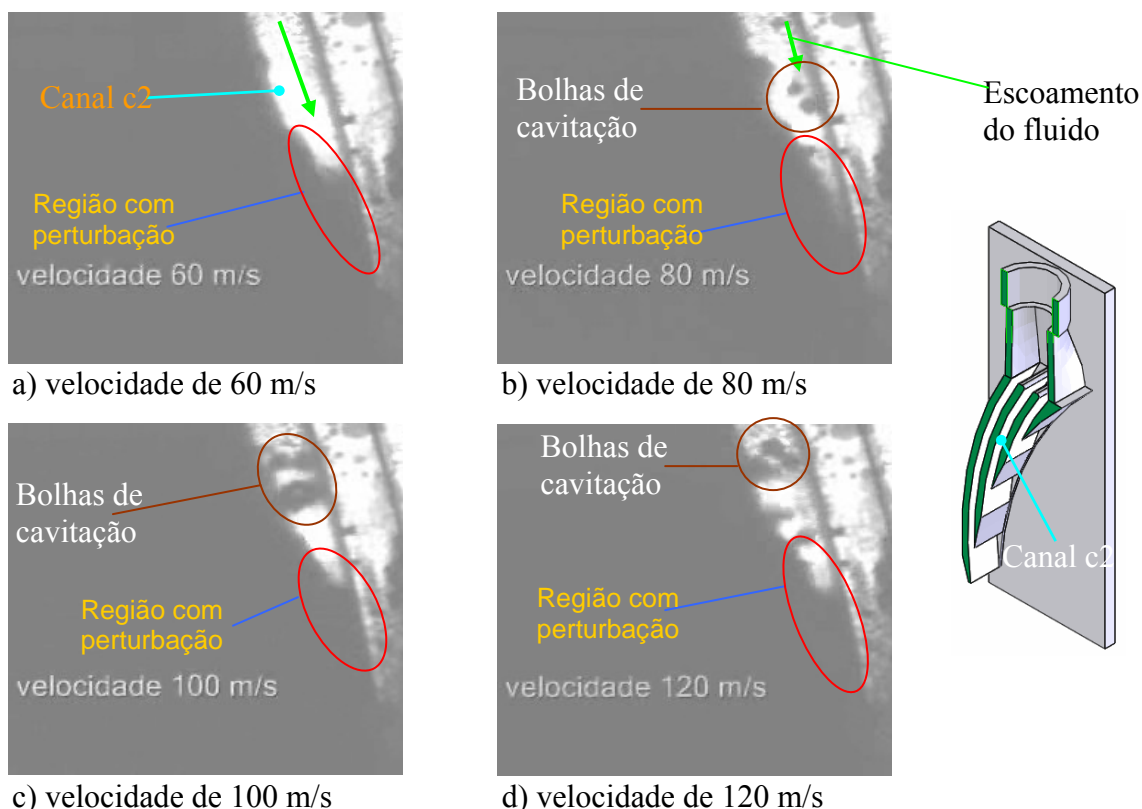 Canal c2
Região com
perturbação
velocidade 60 m/s
a) velocidade de 60 m/s
Bolhas de
cavitação
Região com
perturbação
velocidade 80 m/s
b) velocidade de 80 m/s
Escoamento
do fluido
Canal c2
Bolhas de
cavitação
Região com
perturbação
velocidade 100 m/s
c) velocidade de 100 m/s
Bolhas de
cavitação
Região com
perturbação
velocidade 120 m/s
d) velocidade de 120 m/s